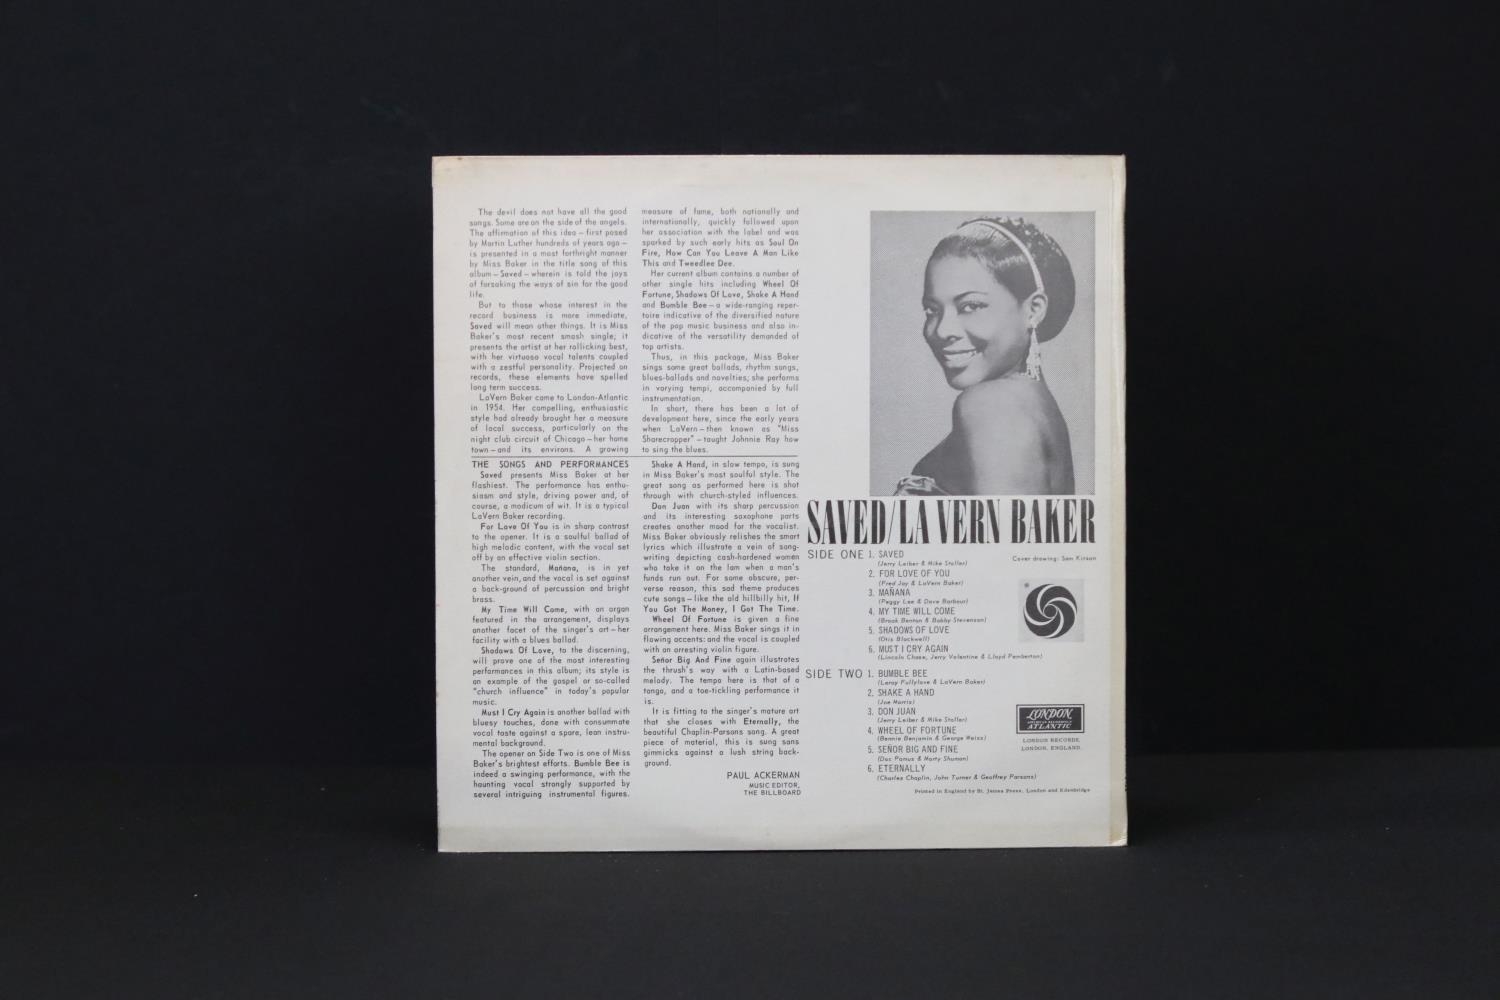 The devil does not have all the good
songs. Some are on the side of the angels.
The affirmation of this idea – first posed
by Martin Luther hundreds of years ago –
is presented in a most forthright manner
by Miss Baker in the title song of this
album – Saved – wherein is told the joys
of forsaking the ways of sin for the good
life.
But to those whose interest in the
record business is more immediate,
Saved will mean other things. It is Miss
Baker's most recent smash single; it
presents the artist at her rollicking best,
with her virtuoso vocal talents coupled
with a zestful personality. Projected on
records, these elements have spelled
long term success.
LaVern Baker came to London-Atlantic
in 1954. Her compelling, enthusiastic
style had already brought her a measure
of local success, particularly on the
night club circuit of Chicago – her home
town – and its environs. A growing
measure of fame, both nationally and
internationally, quickly followed upon
her association with the label and was
sparked by such early hits as Soul On
Fire, How Can You Leave A Man Like
This and Tweedlee Dee.
Her current album contains a number of
other single hits including Wheel Of
Fortune, Shadows Of Love, Shake A Hand
and Bumble Bee – a wide-ranging reper-
toire indicative of the diversified nature
of the pop music business and also in-
dicative of the versatility demanded of
top artists.
Thus, in this package, Miss Baker
sings some great ballads, rhythm songs,
blues-ballads and novelties; she performs
in varying tempi, accompanied by full
instrumentation.
In short, there has been a lot of
development here, since the early years
when LaVern – then known as "Miss
Sharecropper" – taught Johnnie Ray how
to sing the blues.
THE SONGS AND PERFORMANCES
Saved presents Miss Baker at her
flashiest. The performance has enthu-
siasm and style, driving power and, of
course, a modicum of wit. It is a typical
LaVern Baker recording.
For Love Of You is in sharp contrast
to the opener. It is a soulful ballad of
high melodic content, with the vocal set
off by an effective violin section.
The standard, Mañana, is in yet
another vein, and the vocal is set against
a back-ground of percussion and bright
brass.
My Time Will Come, with an organ
featured in the arrangement, displays
another facet of the singer's art – her
facility with a blues ballad.
Shadows Of Love, to the discerning,
will prove one of the most interesting
performances in this album; its style is
an example of the gospel or so-called
"church influence" in today's popular
music.
Must I Cry Again is another ballad with
bluesy touches, done with consummate
vocal taste against a spare, lean instru-
mental background.
The opener on Side Two is one of Miss
Baker's brightest efforts. Bumble Bee is
indeed a swinging performance, with the
haunting vocal strongly supported by
several intriguing instrumental figures.
Shake A Hand, in slow tempo, is sung
in Miss Baker's most soulful style. The
great song as performed here is shot
through with church-styled influences.
Don Juan with its sharp percussion
and its interesting saxophone parts
creates another mood for the vocalist.
Miss Baker obviously relishes the smart
lyrics which illustrate a vein of song-
writing depicting cash-hardened women
who take it on the lam when a man's
funds run out. For some obscure, per-
verse reason, this sad theme produces
cute songs – like the old hillbilly hit, If
You Got The Money, I Got The Time.
Wheel Of Fortune is given a fine
arrangement here. Miss Baker sings it in
flowing accents: and the vocal is coupled
with an arresting violin figure.
Señor Big And Fine again illustrates
the thrush's way with a Latin-based
melody. The tempo here is that of a
tango, and a toe-tickling performance it
is.
It is fitting to the singer's mature art
that she closes with Eternally, the
beautiful Chaplin-Parsons song. A great
piece of material, this is sung sans
gimmicks against a lush string back-
ground.
PAUL ACKERMAN
MUSIC EDITOR,
THE BILLBOARD
SAVED/LA VERN BAKER
Cover drawing: Sam Kirson
SIDE ONE 1. SAVED
(Jerry Leiber & Mike Stoller)
2. FOR LOVE OF YOU
(Fred Jay & LaVern Baker)
3. MAÑANA
(Peggy Lee & Dave Barbour)
4. MY TIME WILL COME
(Brook Benton & Bobby Stevenson)
5. SHADOWS OF LOVE
(Otis Blackwell)
6. MUST I CRY AGAIN
(Lincoln Chase, Jerry Valentine & Lloyd Pemberton)
SIDE TWO 1. BUMBLE BEE
(Leroy Fullylove & LaVern Baker)
2. SHAKE A HAND
(Joe Morris)
3. DON JUAN
(Jerry Leiber & Mike Stoller)
4. WHEEL OF FORTUNE
(Bennie Benjamin & George Weiss)
5. SEÑOR BIG AND FINE
(Doc Pomus & Morty Shuman)
6. ETERNALLY
(Charles Chaplin, John Turner & Geoffrey Parsons)
LONDON
ATLANTIC
LONDON RECORDS,
LONDON, ENGLAND.
Printed in England by St. James Press, London and Edenbridge